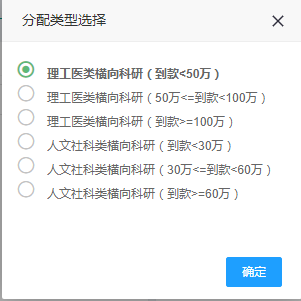 分配类型选择
理工医类横向科研（到款<50万）
理工医类横向科研（50万<=到款<100万）
理工医类横向科研（到款>=100万）
人文社科类横向科研（到款<30万）
人文社科类横向科研（30万<=到款<60万）
人文社科类横向科研（到款>=60万）
确定